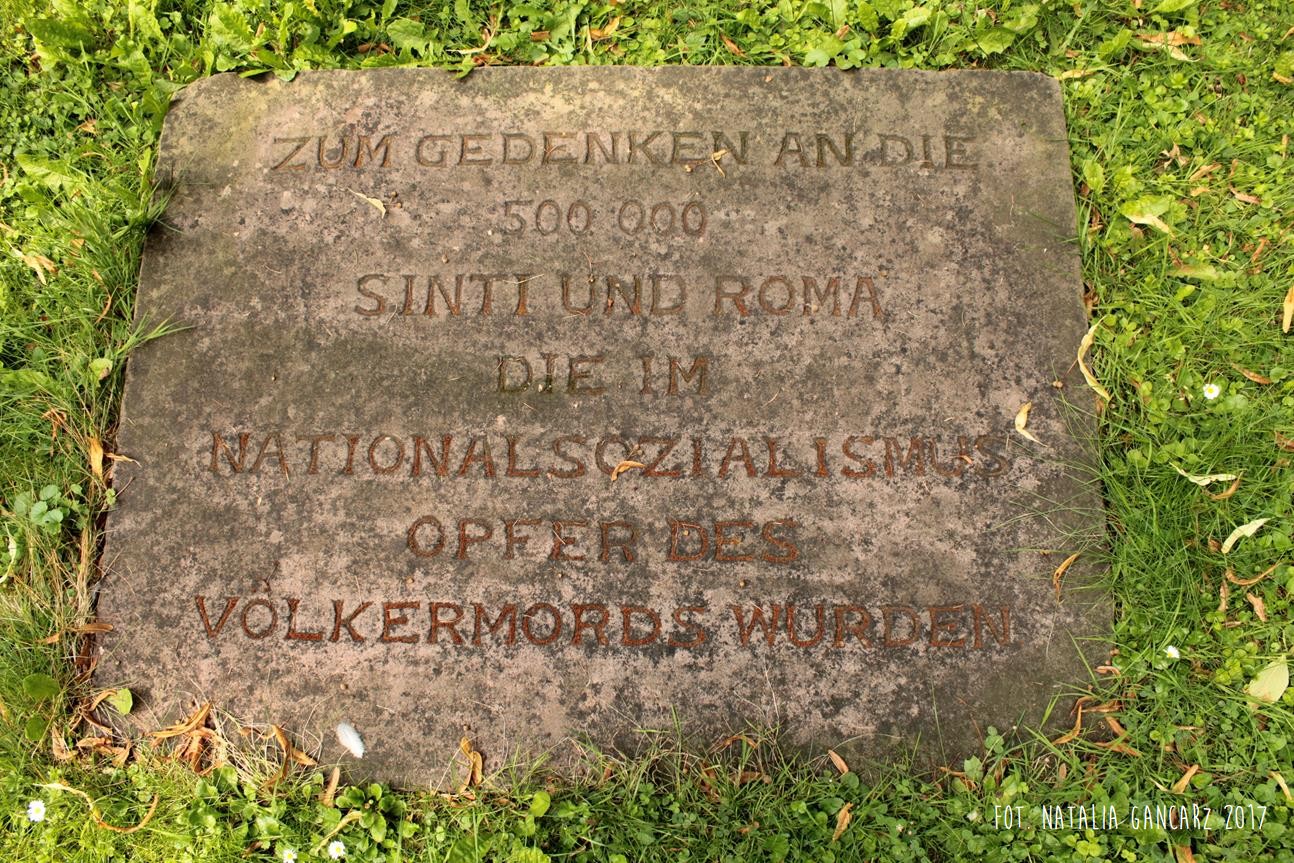 ZUM GEDENKEN AN DIE
500 000
SINTI UND ROMA
DIE IM
NATIONALSOZIALISMUS
OPFER DES
VÖLKERMORDS WURDEN
FOT. NATALIA GANCARZ 2017